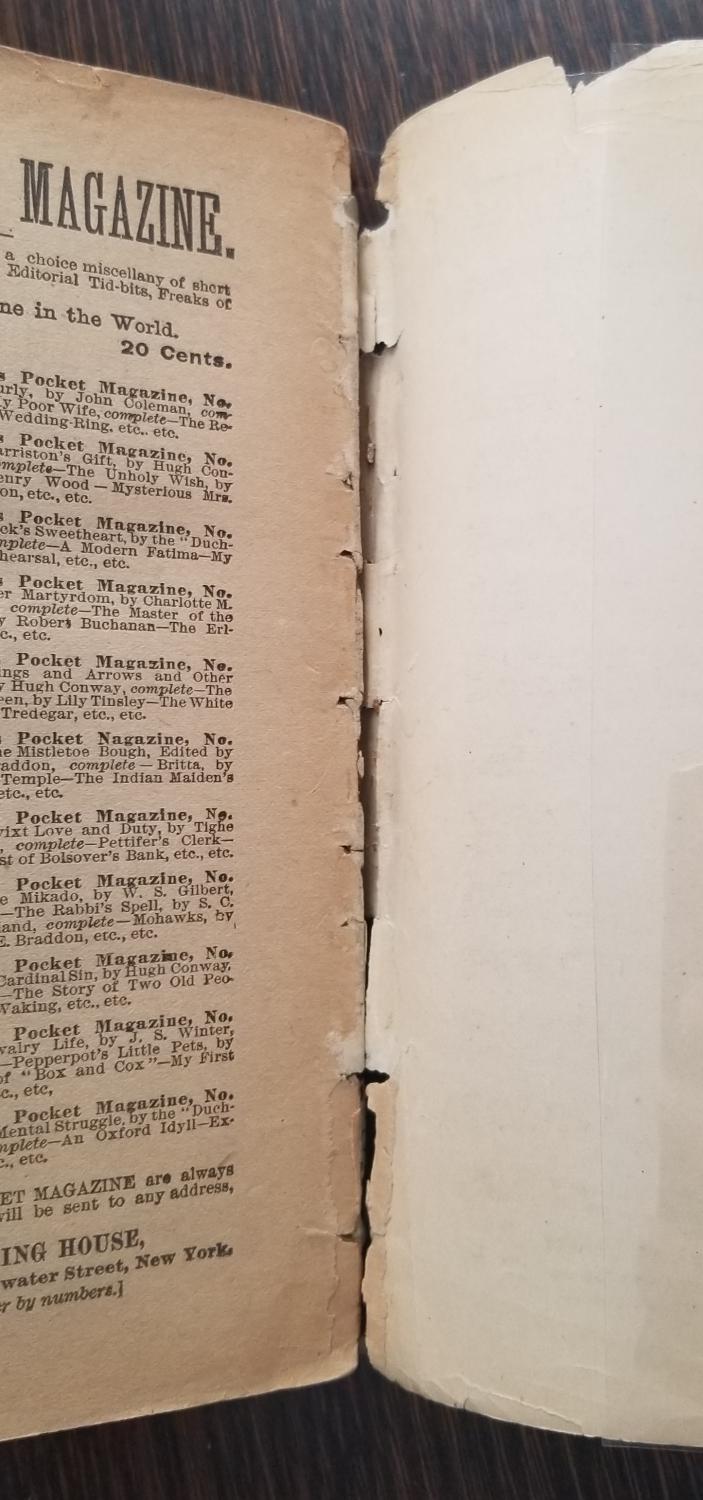 MAGAZINE.
a choice miscellany of short
Editorial Tid-bits, Freaks of
ne in the World.
20 Cents.
s Pocket Magazine, No.
urly, by John Coleman, com-
y Poor Wife, complete—The Re-
Wedding-Ring. etc.. etc.
s Pocket Magazine, No.
arriston's Gift, by Hugh Con-
mplete—The Unholy Wish, by
enry Wood — Mysterious Mrs.
on, etc., etc.
s Pocket Magazine, No.
ck's Sweetheart, by the "Duch-
mplete—A Modern Fatima—My
hearsal, etc., etc.
s Pocket Magazine, No.
er Martyrdom, by Charlotte M.
complete—The Master of the
y Robert Buchanan—The Erl-
c., etc.
Pocket Magazine, No.
ings and Arrows and Other
y Hugh Conway, complete—The
een, by Lily Tinsley—The White
Tredegar, etc., etc.
s Pocket Nagazine, No.
he Mistletoe Bough, Edited by
addon, complete — Britta, by
Temple—The Indian Maiden's
etc., etc.
Pocket Magazine, No.
vixt Love and Duty, by Tighe
, complete—Pettifer's Clerk—
st of Bolsover's Bank, etc., etc.
Pocket Magazine, No.
e Mikado, by W. S. Gilbert,
—The Rabbi's Spell, by S. C.
land, complete—Mohawks, by
E. Braddon, etc., etc.
Pocket Magazine, No.
Cardinal Sin, by Hugh Conway,
—The Story of Two Old Peo-
Waking, etc., etc.
Pocket Magazine, No.
valry Life, by J. S. Winter,
—Pepperpot's Little Pets, by
of "Box and Cox"—My First
c., etc,
Pocket Magazine, No.
Mental Struggle, by the "Duch-
mplete—An Oxford Idyll—Ex-
c., etc.
ET MAGAZINE are always
will be sent to any address,
ING HOUSE,
water Street, New York.
er by numbers.]